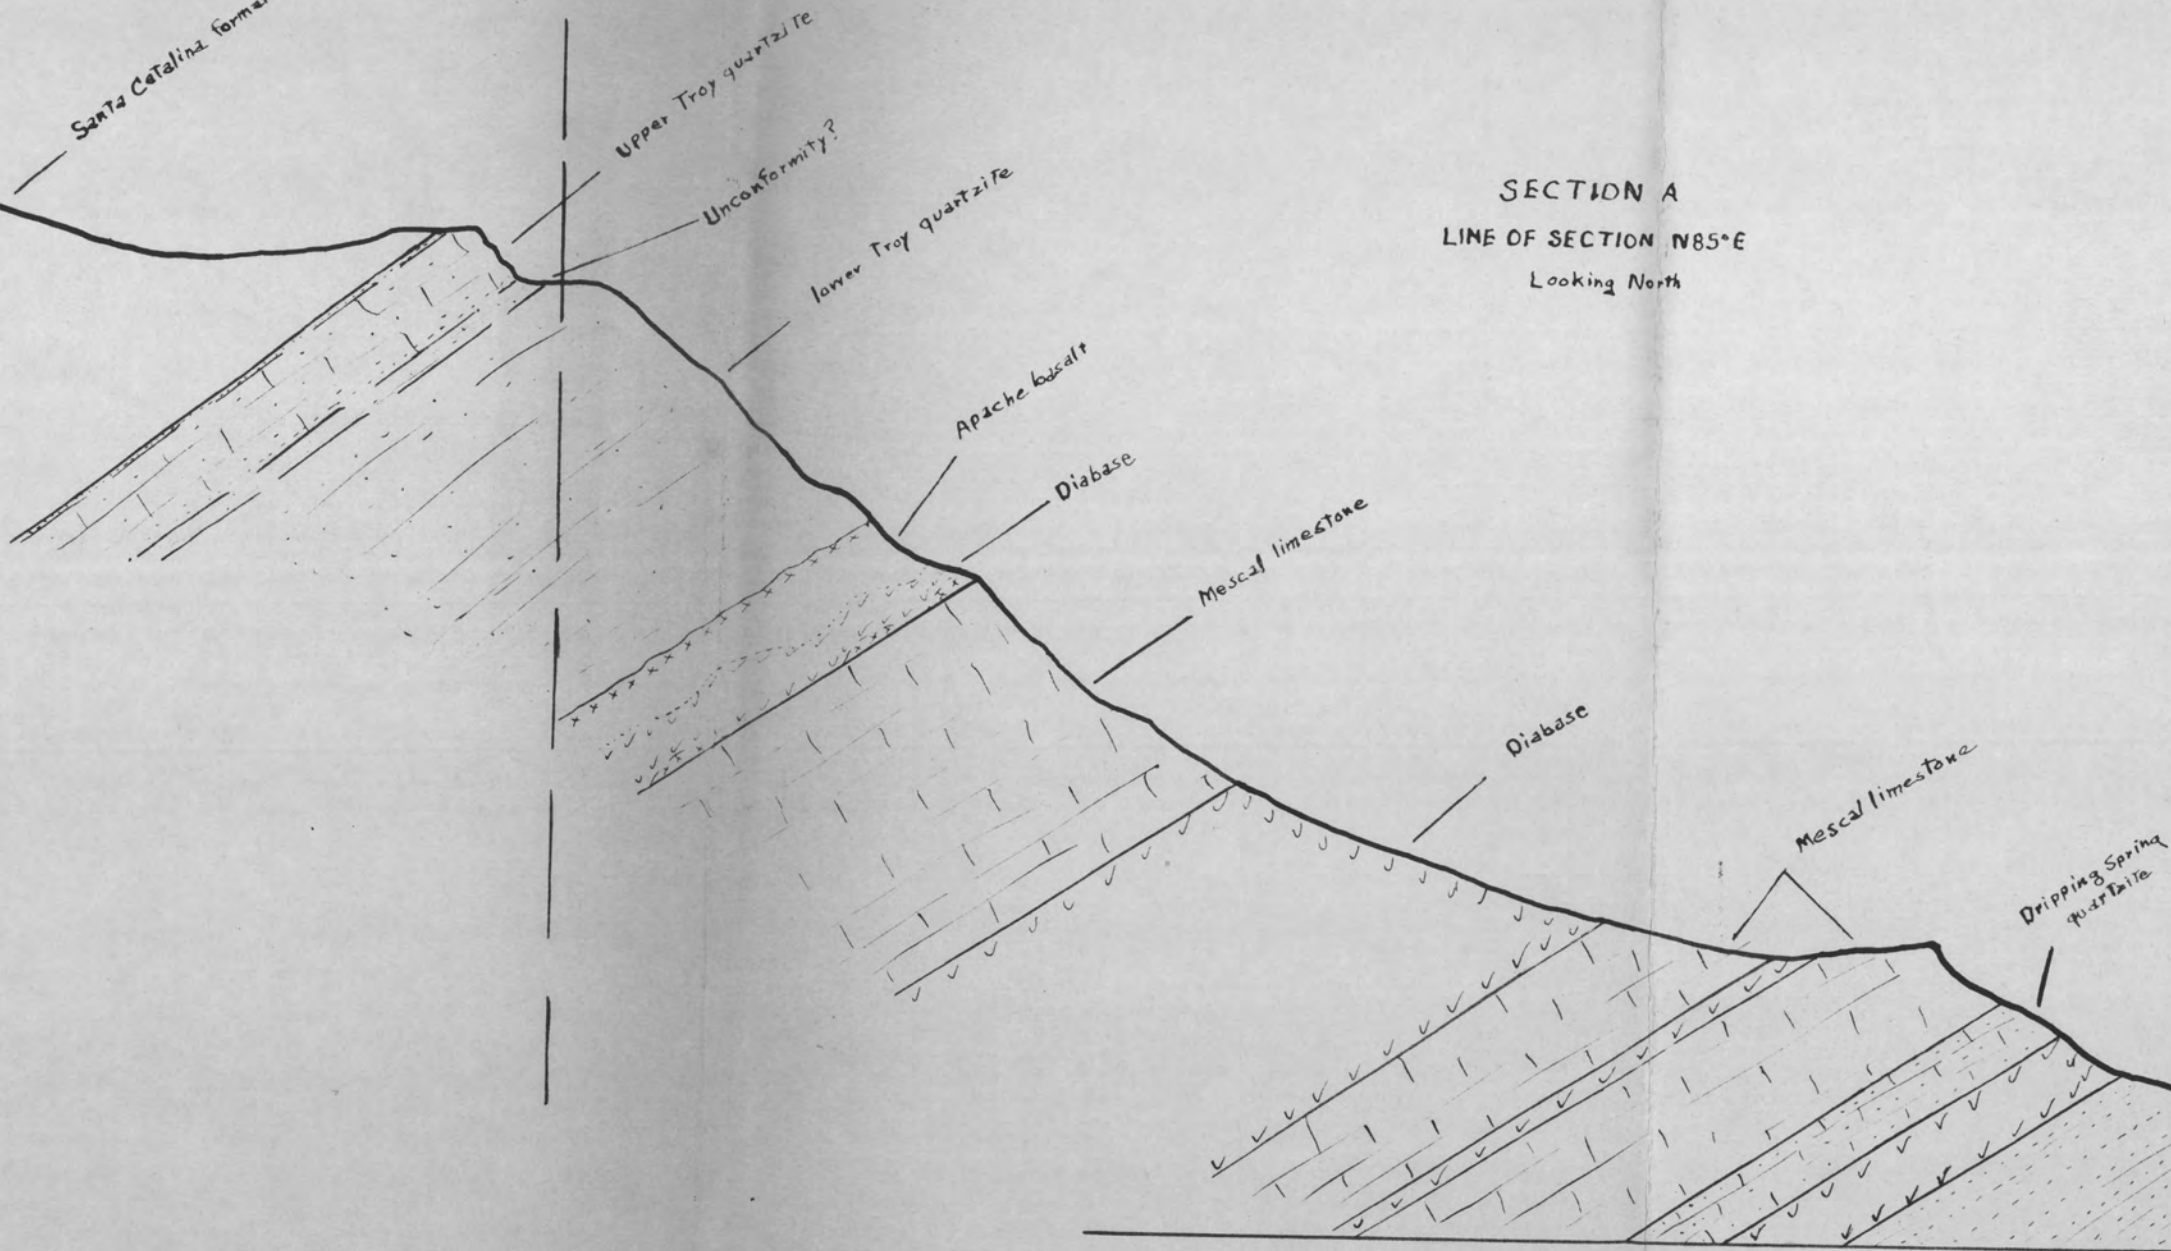 Santa Catalina
Upper Troy quartzite
Unconformity?
lower Troy quartzite
SECTION A
LINE OF SECTION N85°E
Looking North
Apache basalt
Diabase
Mescal limestone
Diabase
Mescal limestone
Dripping Spring
quartzite